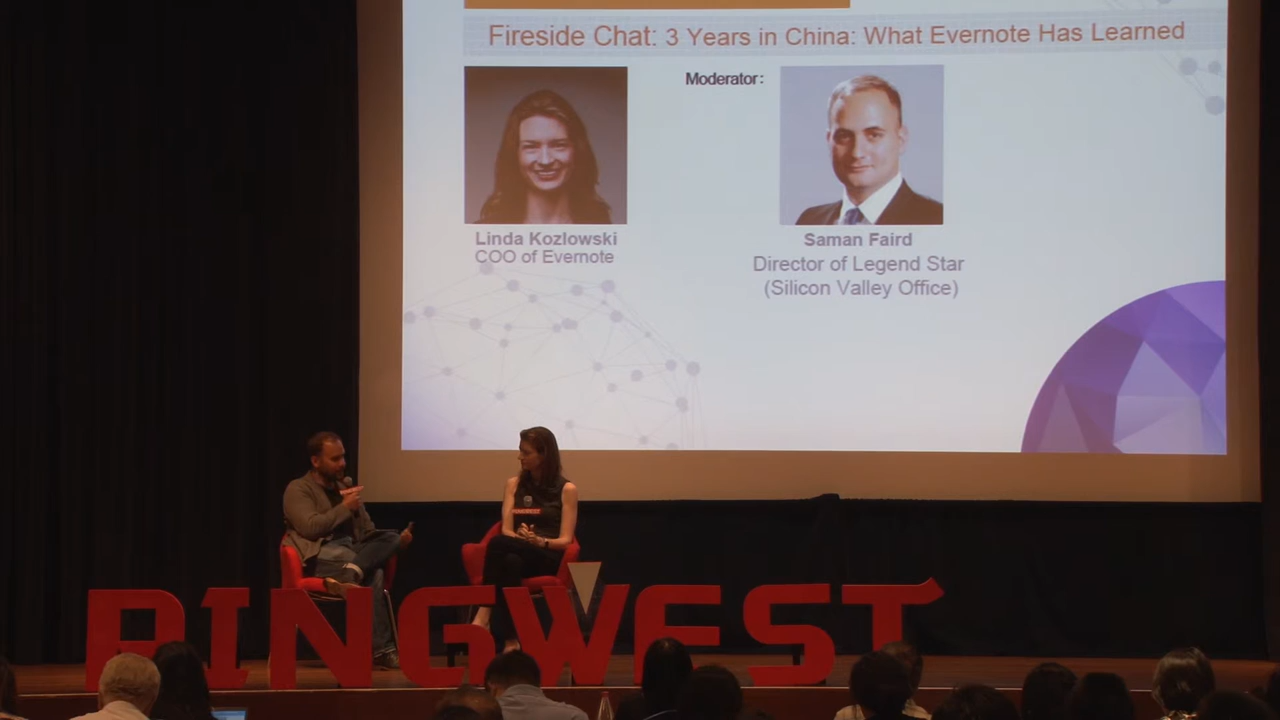 Fireside Chat: 3 Years in China: What Evernote Has Learned
Moderator:
Linda Kozlowski
COO of Evernote
Saman Faird
Director of Legend Star
(Silicon Valley Office)
PINGWEST